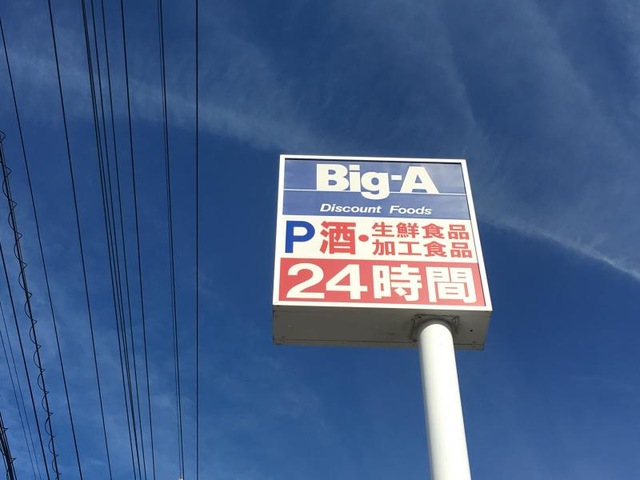 Big-A
Discount Foods
P 酒・生鮮食品
加工食品
24時間